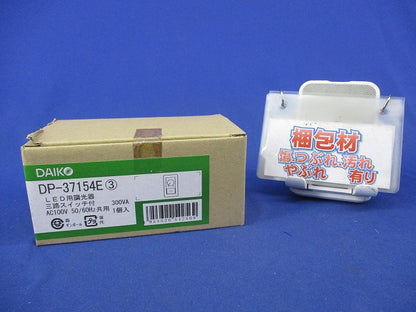 DAIKO
DP-37154E③
LED用調光器
三路スイッチ付 300VA
AC100V 50/60Hz共用 1個入
梱包材
傷つぶれ、汚れ
やぶれ 有り